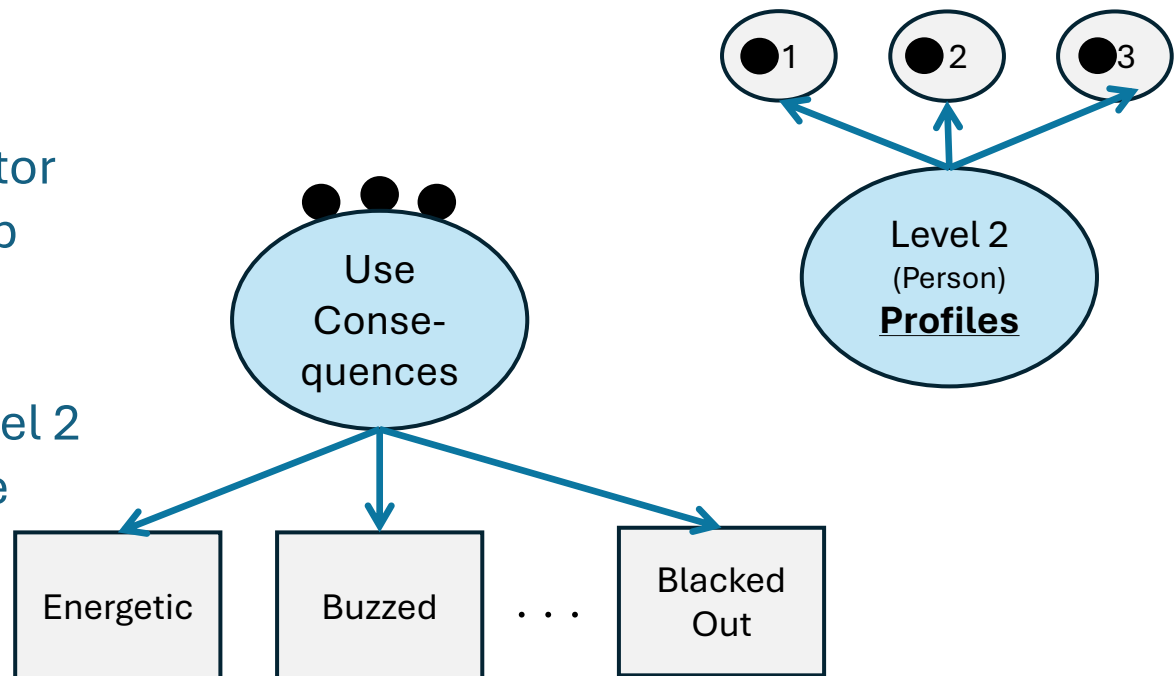 1
2
3
tor
Level 2
(Person)
Profiles
Use
Conse-
quences
el 2
e
Energetic
Buzzed
. . .
Blacked
Out